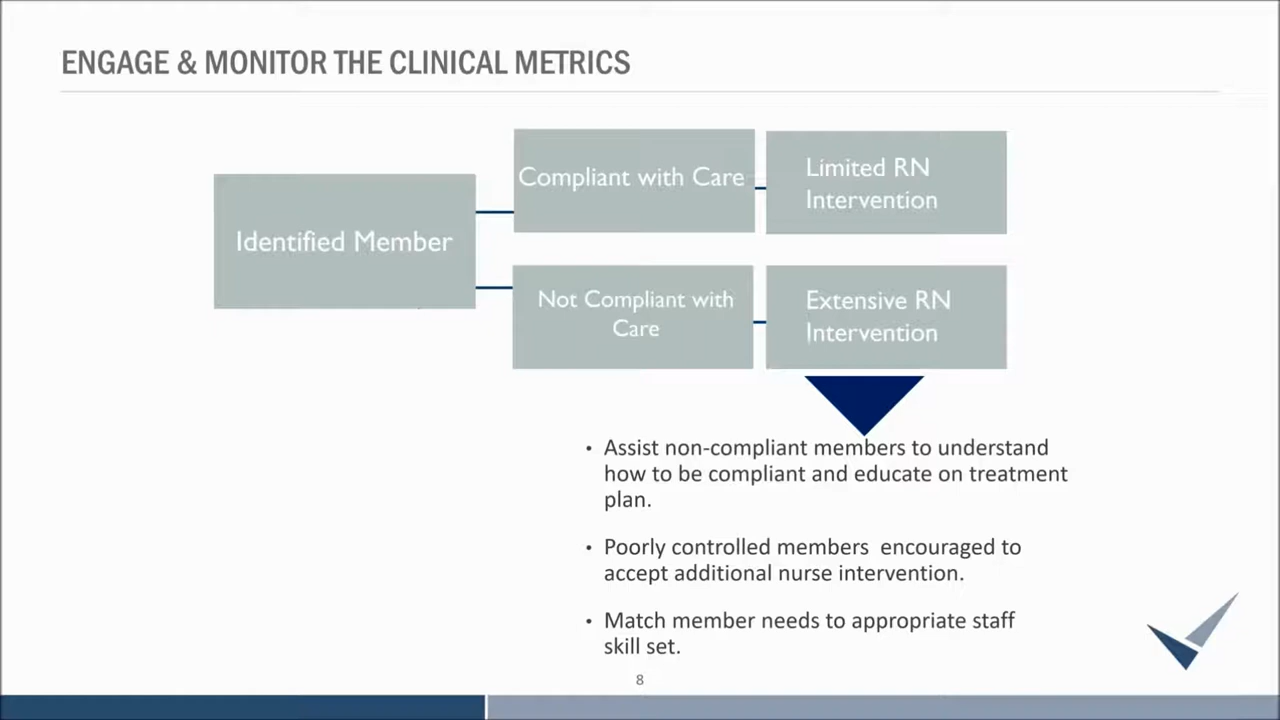 ENGAGE & MONITOR THE CLINICAL METRICS
Identified Member
Compliant with Care
Limited RN
Intervention
Not Compliant with
Care
Extensive RN
Intervention
• Assist non-compliant members to understand
how to be compliant and educate on treatment
plan.
• Poorly controlled members  encouraged to
accept additional nurse intervention.
• Match member needs to appropriate staff
skill set.
8